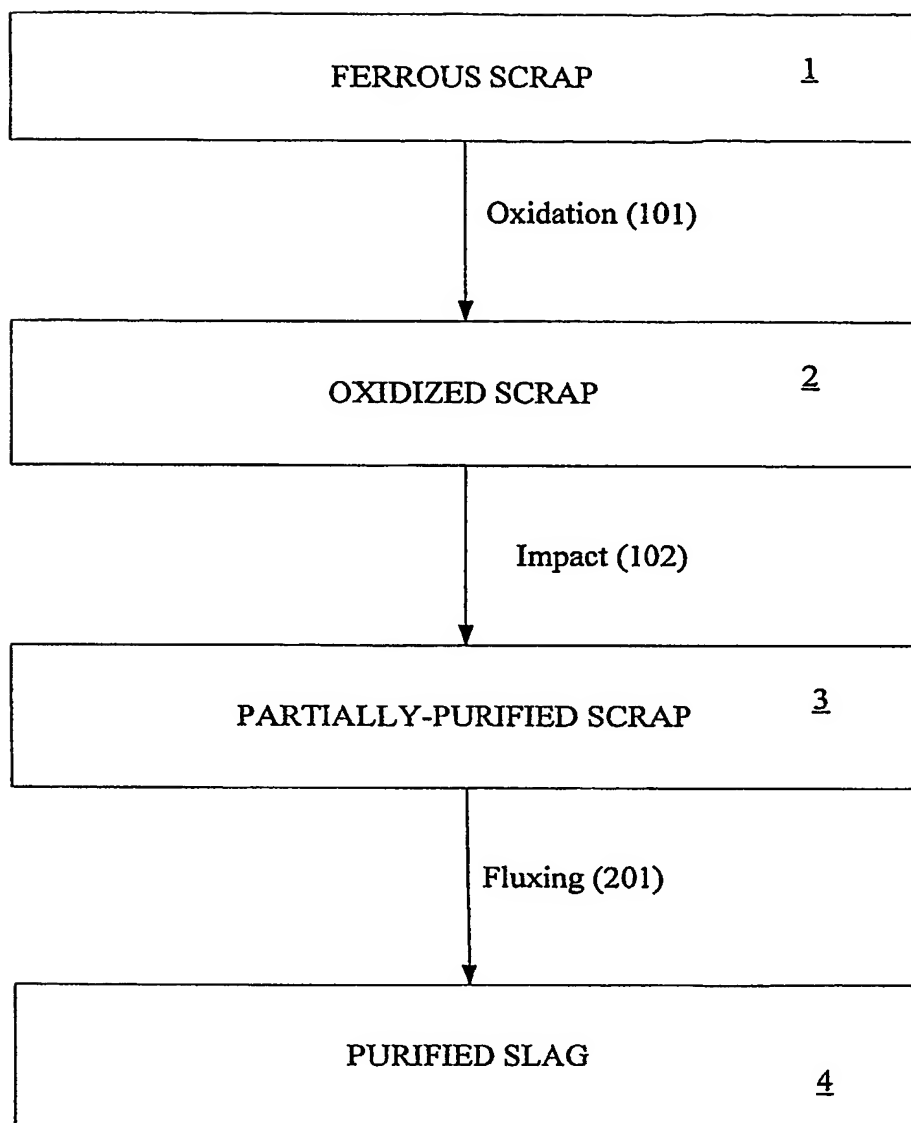 FERROUS SCRAP 1
Oxidation (101)
OXIDIZED SCRAP 2
Impact (102)
PARTIALLY-PURIFIED SCRAP 3
Fluxing (201)
PURIFIED SLAG 4